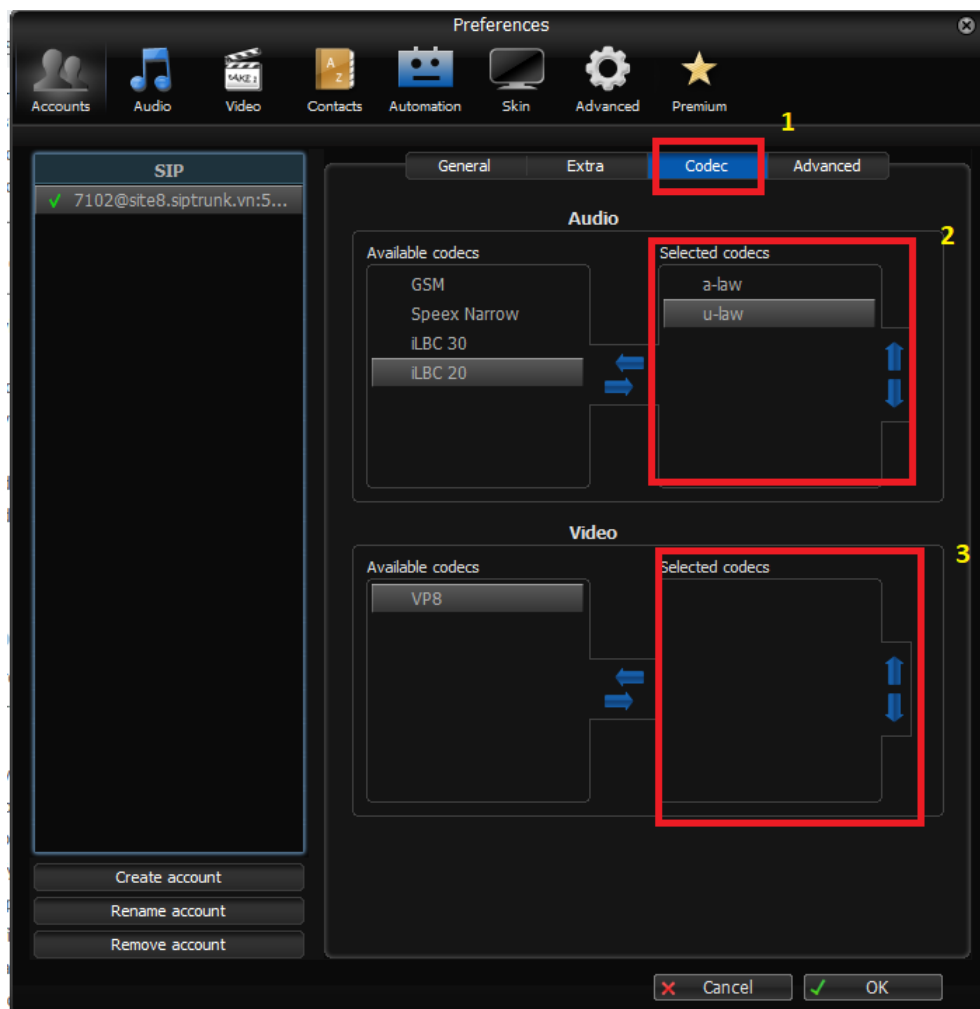 Preferences
Accounts Audio Video Contacts Automation Skin Advanced Premium
1
SIP
7102@site8.siptrunk.vn:5...
General Extra Codec Advanced
Audio
2
Available codecs
GSM
Speex Narrow
iLBC 30
iLBC 20
Selected codecs
a-law
u-law
Video
3
Available codecs
VP8
Selected codecs
Create account
Rename account
Remove account
Cancel OK